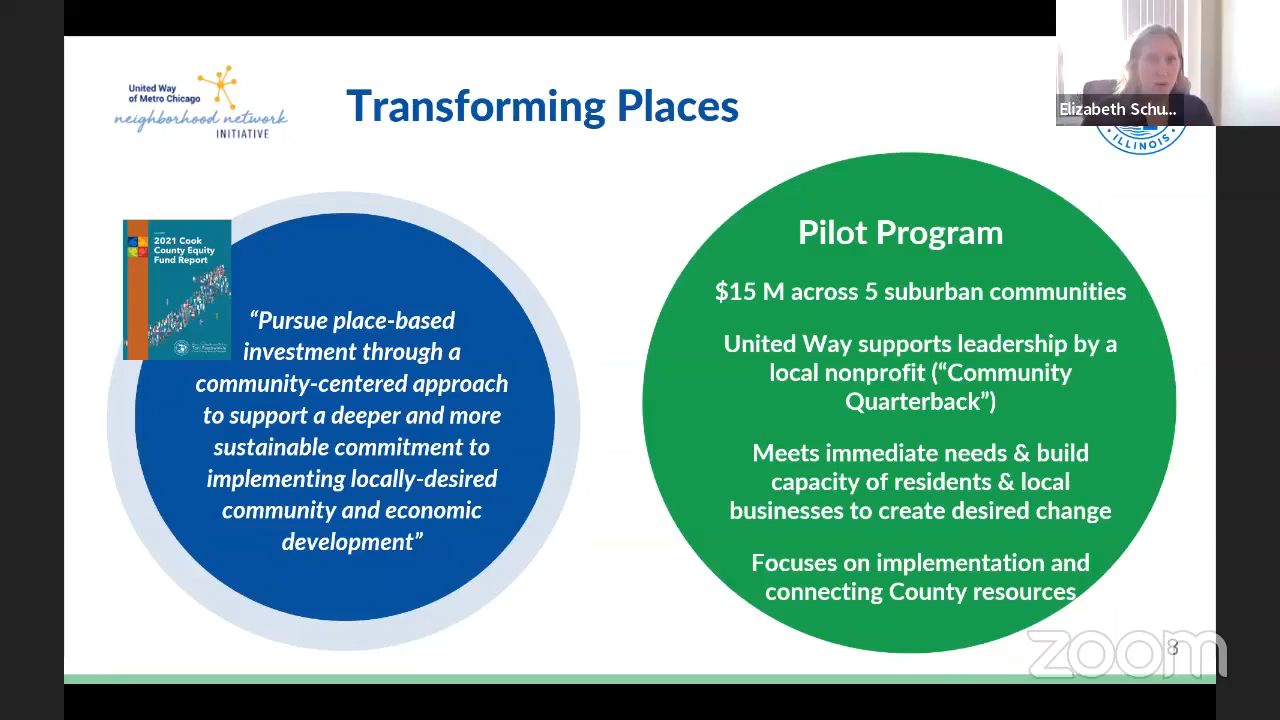 United Way
of Metro Chicago
neighborhood network
INITIATIVE
Transforming Places
Elizabeth Schu...
ILLINOIS
2021 Cook
County Equity
Fund Report
“Pursue place-based
investment through a
community-centered approach
to support a deeper and more
sustainable commitment to
implementing locally-desired
community and economic
development”
Pilot Program
$15 M across 5 suburban communities
United Way supports leadership by a
local nonprofit (“Community
Quarterback”)
Meets immediate needs & build
capacity of residents & local
businesses to create desired change
Focuses on implementation and
connecting County resources
8
zoom